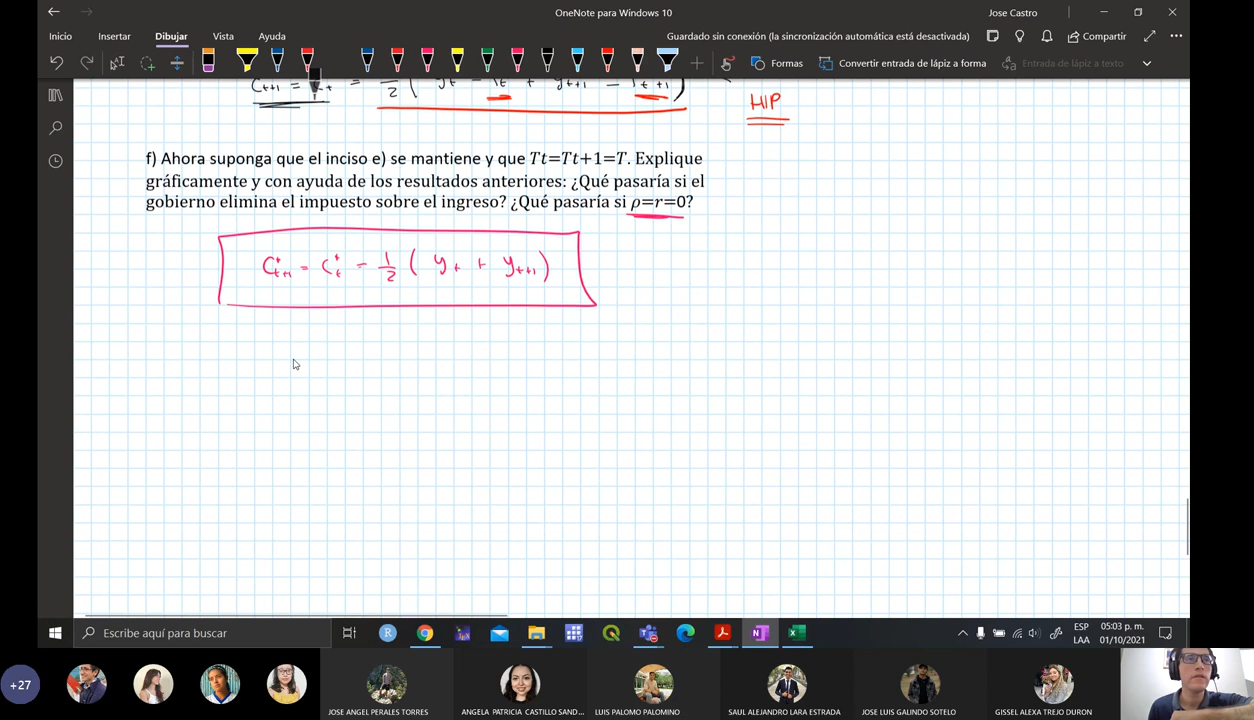 OneNote para Windows 10
Jose Castro
Inicio Insertar Dibujar Vista Ayuda
Guardado sin conexión (la sincronización automática está desactivada)
Compartir
Formas
Convertir entrada de lápiz a forma
Entrada de lápiz a texto
HIP
f) Ahora suponga que el inciso e) se mantiene y que Tt=Tt+1=T. Explique
gráficamente y con ayuda de los resultados anteriores: ¿Qué pasaría si el
gobierno elimina el impuesto sobre el ingreso? ¿Qué pasaría si ρ=r=0?
C*t+1 = C*t = 1/2 ( yt + yt+1)
Escribe aquí para buscar
ESP
LAA
05:03 p. m.
01/10/2021
+27
JOSE ANGEL PERALES TORRES
ANGELA PATRICIA CASTILLO SAND...
LUIS PALOMO PALOMINO
SAUL ALEJANDRO LARA ESTRADA
JOSE LUIS GALINDO SOTELO
GISSEL ALEXA TREJO DURON